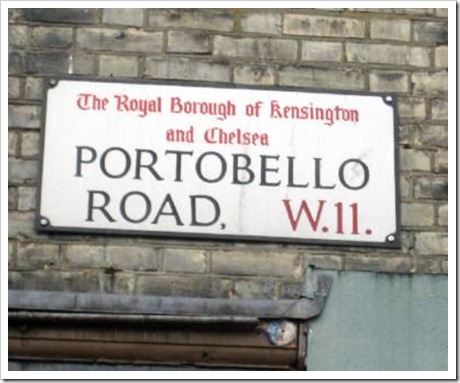 The Royal Borough of Kensington
and Chelsea
PORTOBELLO
ROAD, W.11.